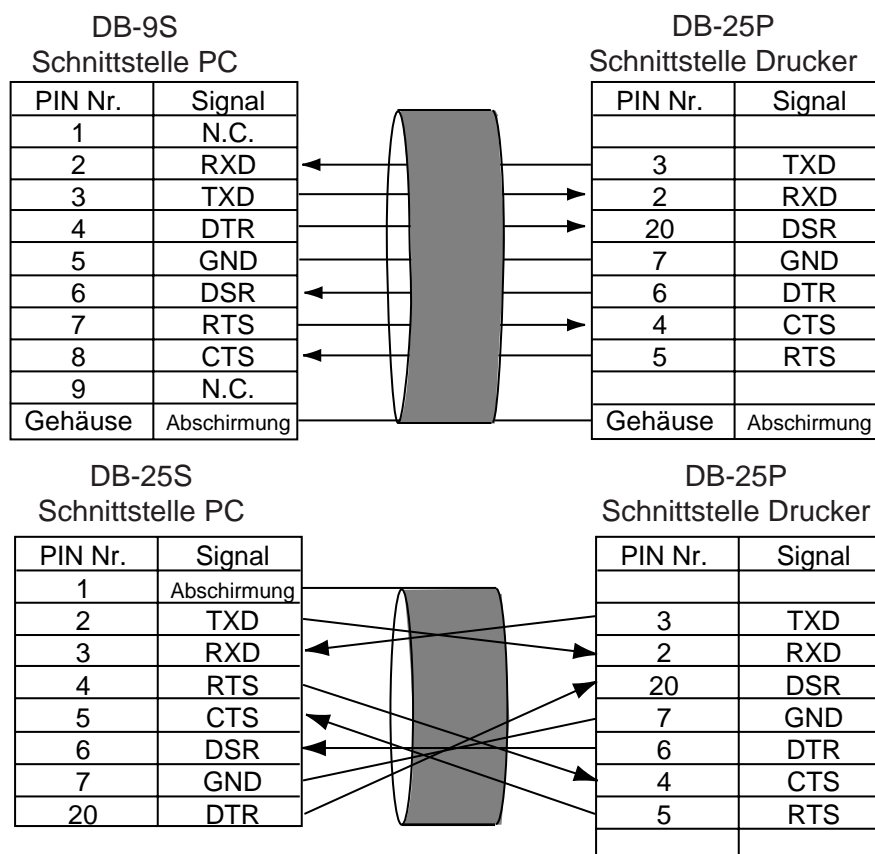 DB-9S
Schnittstelle PC
DB-25P
Schnittstelle Drucker
PIN Nr. Signal PIN Nr. Signal
1 N.C.
2 RXD 3 TXD
3 TXD 2 RXD
4 DTR 20 DSR
5 GND 7 GND
6 DSR 6 DTR
7 RTS 4 CTS
8 CTS 5 RTS
9 N.C.
Gehäuse Abschirmung Gehäuse Abschirmung
DB-25S
Schnittstelle PC
DB-25P
Schnittstelle Drucker
PIN Nr. Signal PIN Nr. Signal
1 Abschirmung
2 TXD 3 TXD
3 RXD 2 RXD
4 RTS 20 DSR
5 CTS 7 GND
6 DSR 6 DTR
7 GND 4 CTS
20 DTR 5 RTS